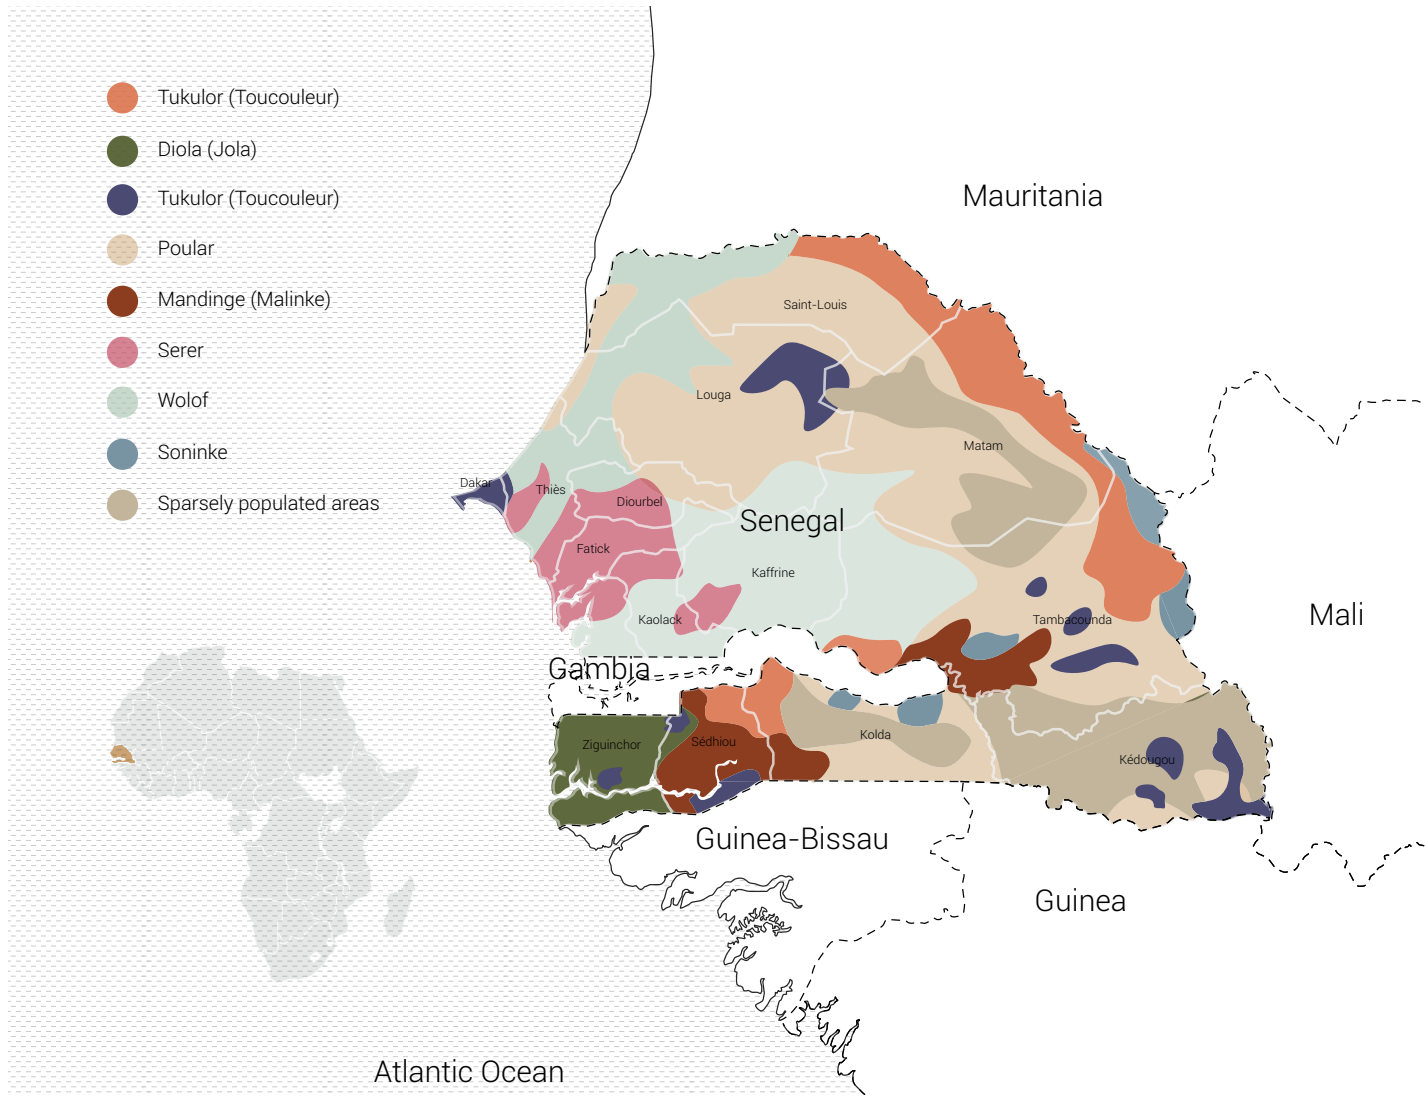 Tukulor (Toucouleur)
Diola (Jola)
Tukulor (Toucouleur)
Poular
Mandinge (Malinke)
Serer
Wolof
Soninke
Sparsely populated areas
Mauritania
Saint-Louis
Louga
Matam
Dakar
Thiès
Diourbel
Senegal
Fatick
Kaffrine
Kaolack
Tambacounda
Mali
Gambia
Ziguinchor
Sédhiou
Kolda
Kédougou
Guinea-Bissau
Guinea
Atlantic Ocean